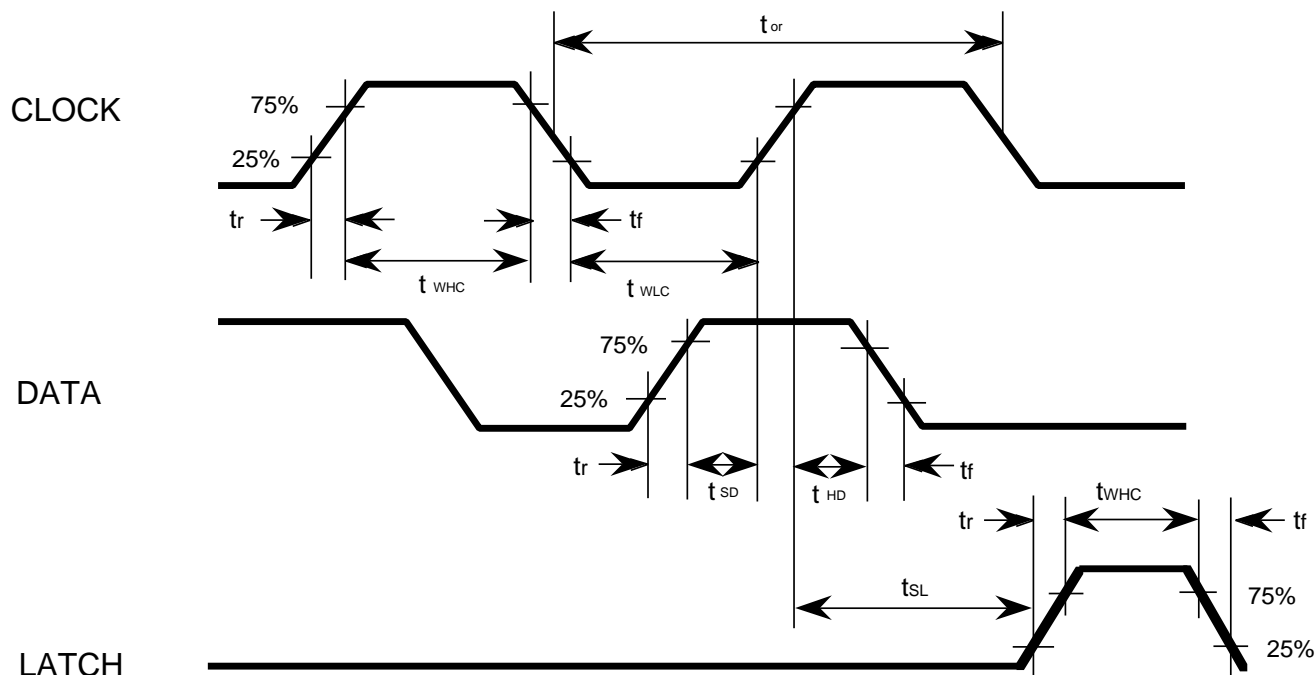 t or
CLOCK
75%
25%
tr
tf
t WHC
t WLC
DATA
75%
25%
tr
tf
t SD
t HD
tWHC
tr
tf
tSL
75%
25%
LATCH